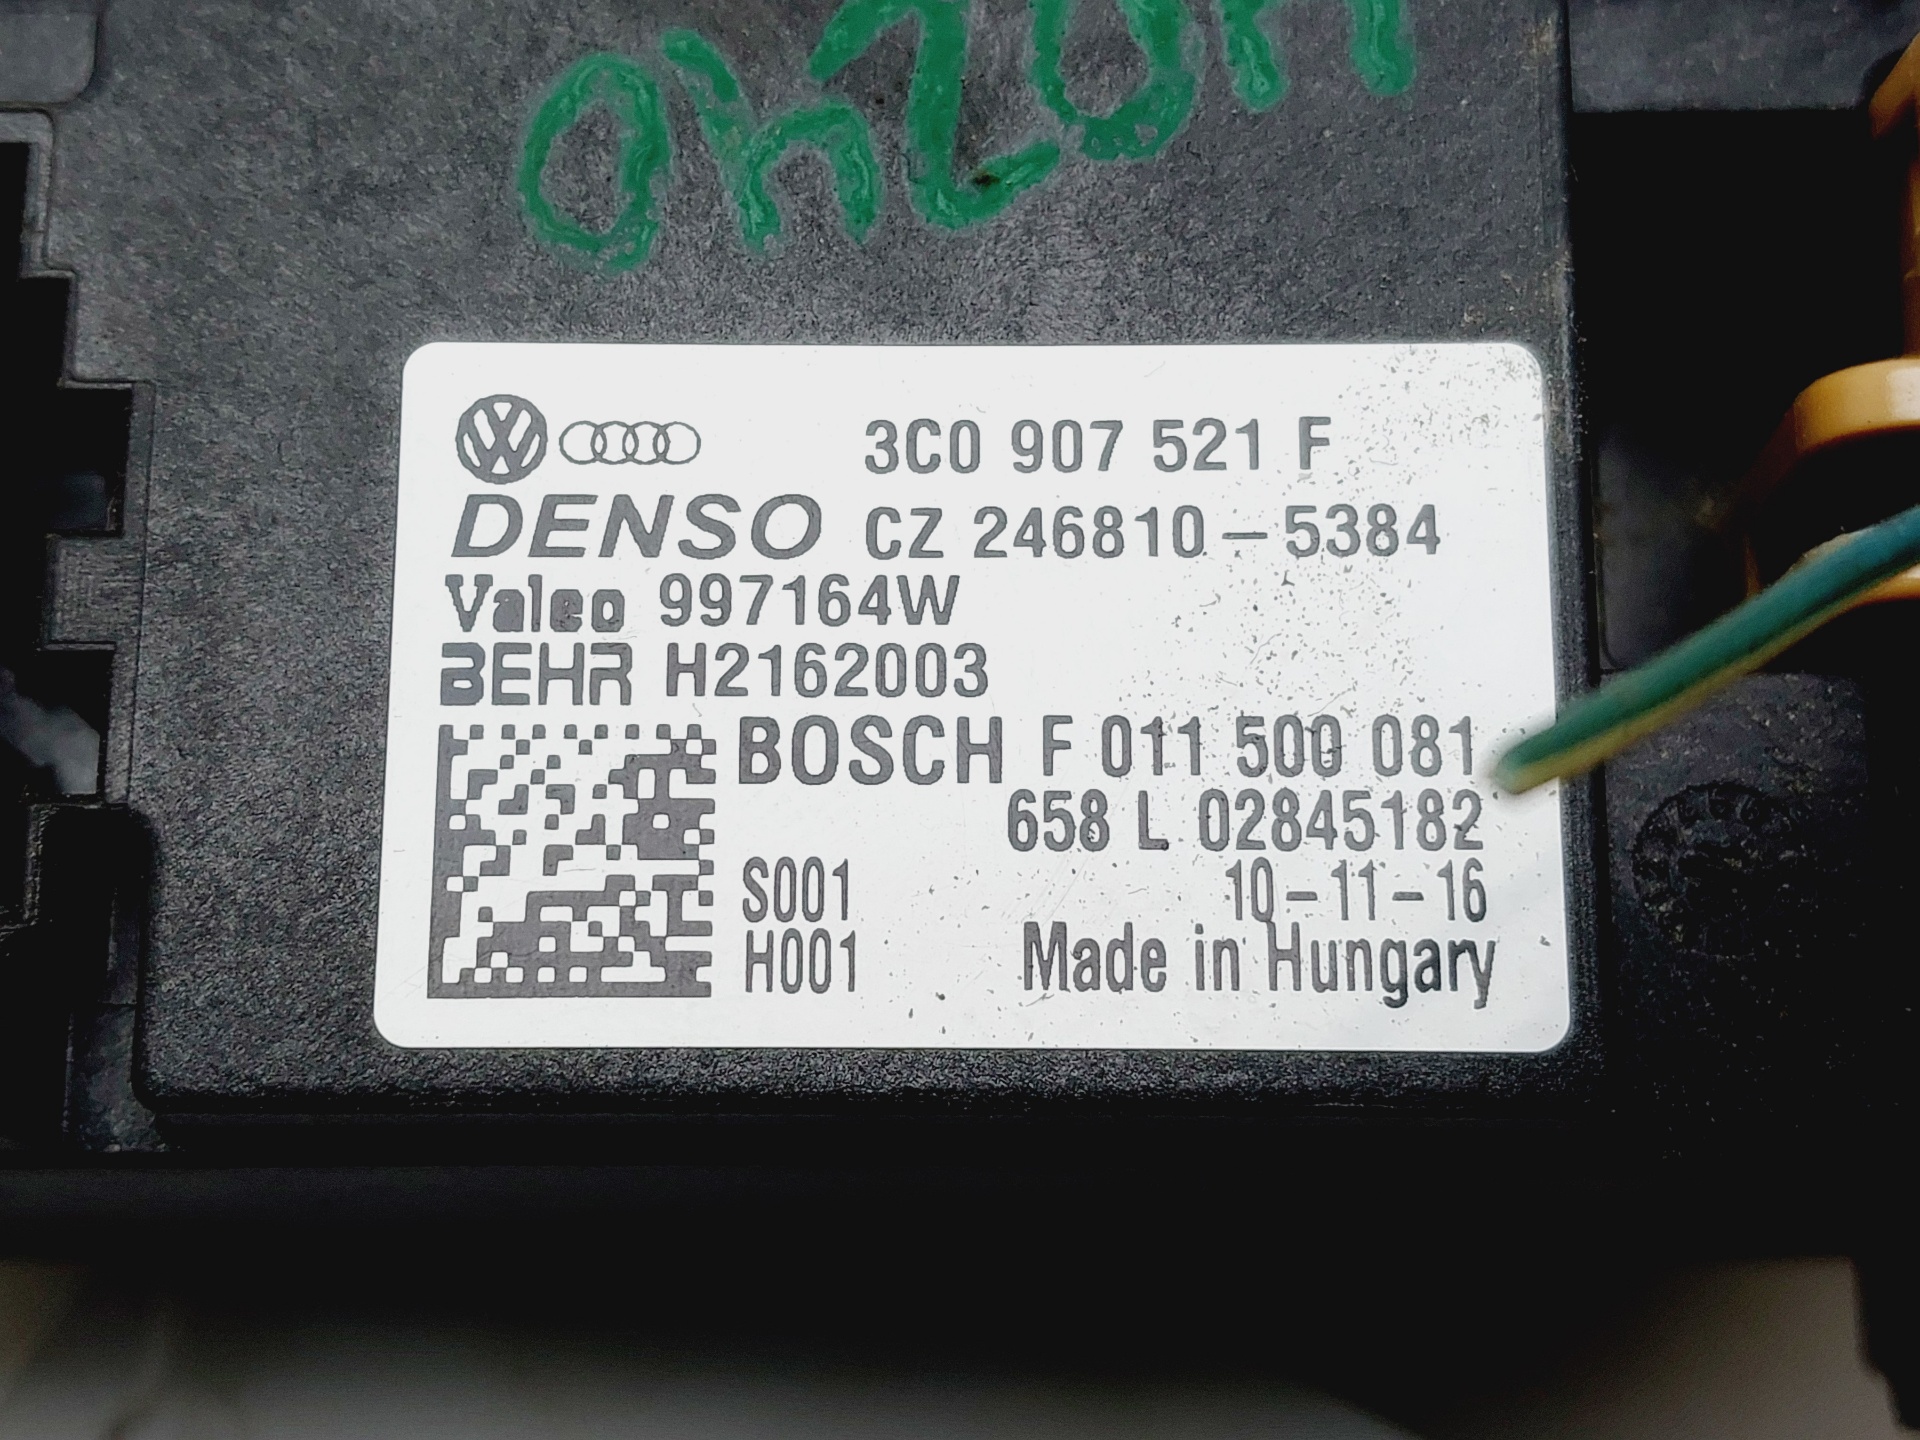 3C0 907 521 F
DENSO CZ 246810-5384
Valeo 997164W
BEHR H2162003
BOSCH F 011 500 081
658 L 02845182
S001 10-11-16
H001 Made in Hungary